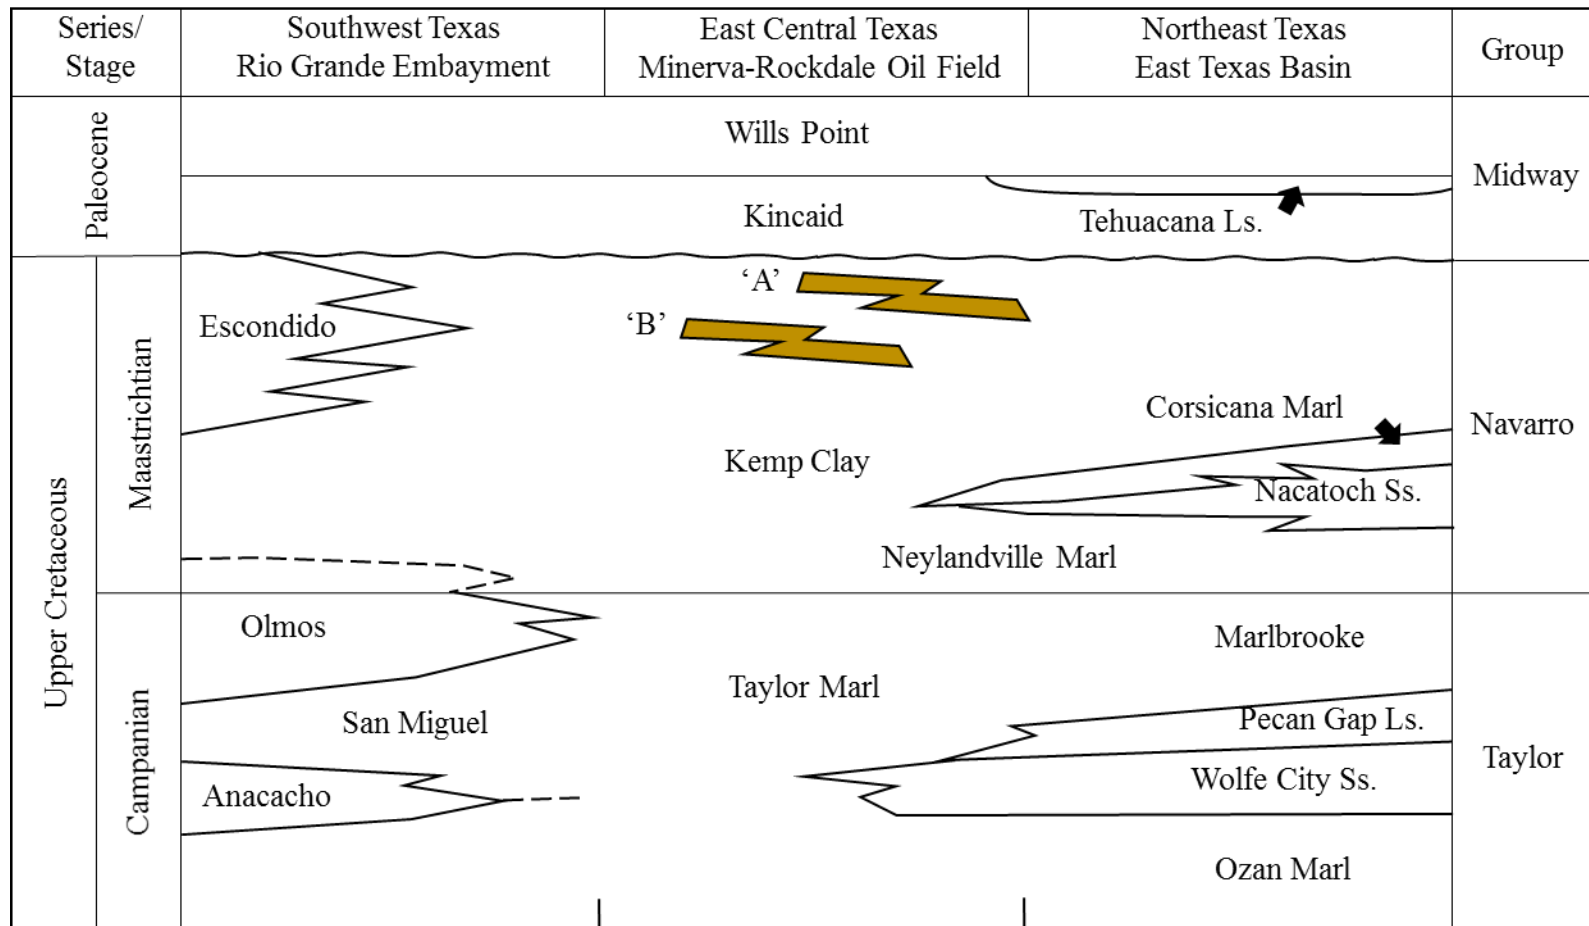 Series/
Stage
Southwest Texas
Rio Grande Embayment
East Central Texas
Minerva-Rockdale Oil Field
Northeast Texas
East Texas Basin
Group
Paleocene
Wills Point
Kincaid
Tehuacana Ls.
Midway
Upper Cretaceous
Maastrichtian
Escondido
‘A’
‘B’
Corsicana Marl
Kemp Clay
Nacatoch Ss.
Neylandville Marl
Navarro
Campanian
Olmos
Marlbrooke
Taylor Marl
San Miguel
Pecan Gap Ls.
Anacacho
Wolfe City Ss.
Ozan Marl
Taylor